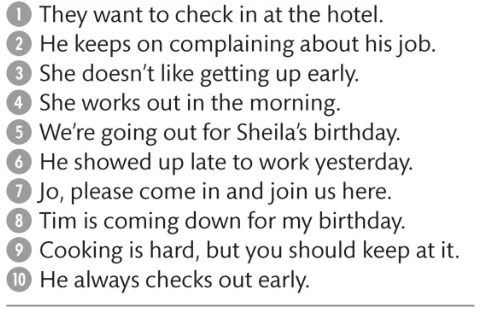 1 They want to check in at the hotel.
2 He keeps on complaining about his job.
3 She doesn’t like getting up early.
4 She works out in the morning.
5 We’re going out for Sheila’s birthday.
6 He showed up late to work yesterday.
7 Jo, please come in and join us here.
8 Tim is coming down for my birthday.
9 Cooking is hard, but you should keep at it.
10 He always checks out early.